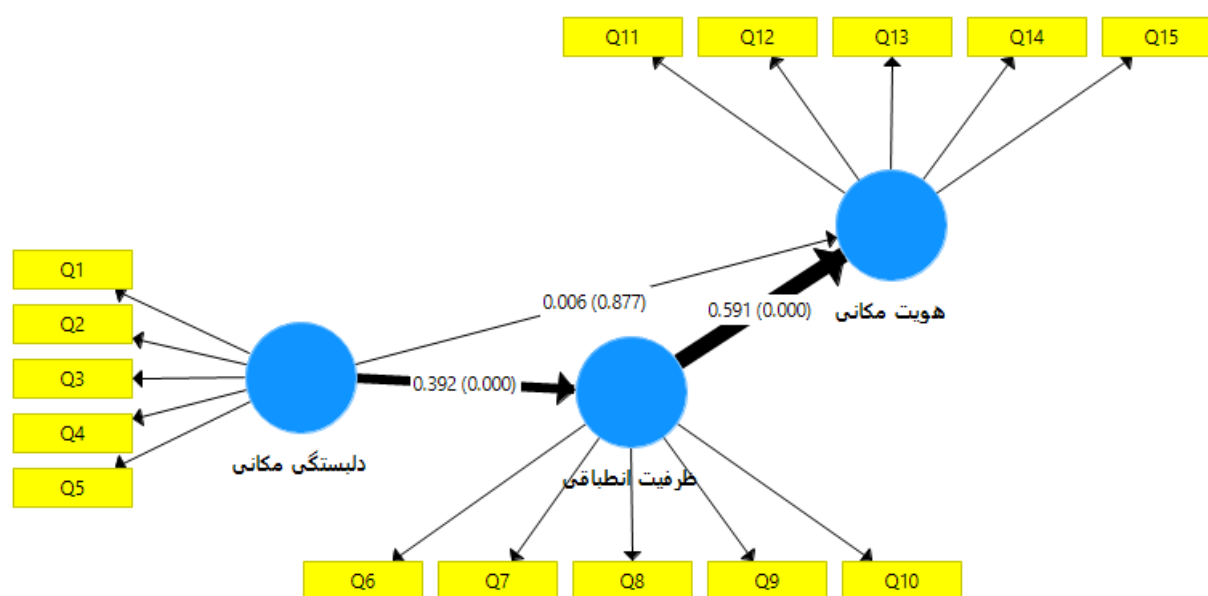 Q11
Q12
Q13
Q14
Q15
هویت مکانی
0.006 (0.877)
0.591 (0.000)
Q1
Q2
Q3
Q4
Q5
دلبستگی مکانی
0.392 (0.000)
ظرفیت انطباقی
Q6
Q7
Q8
Q9
Q10